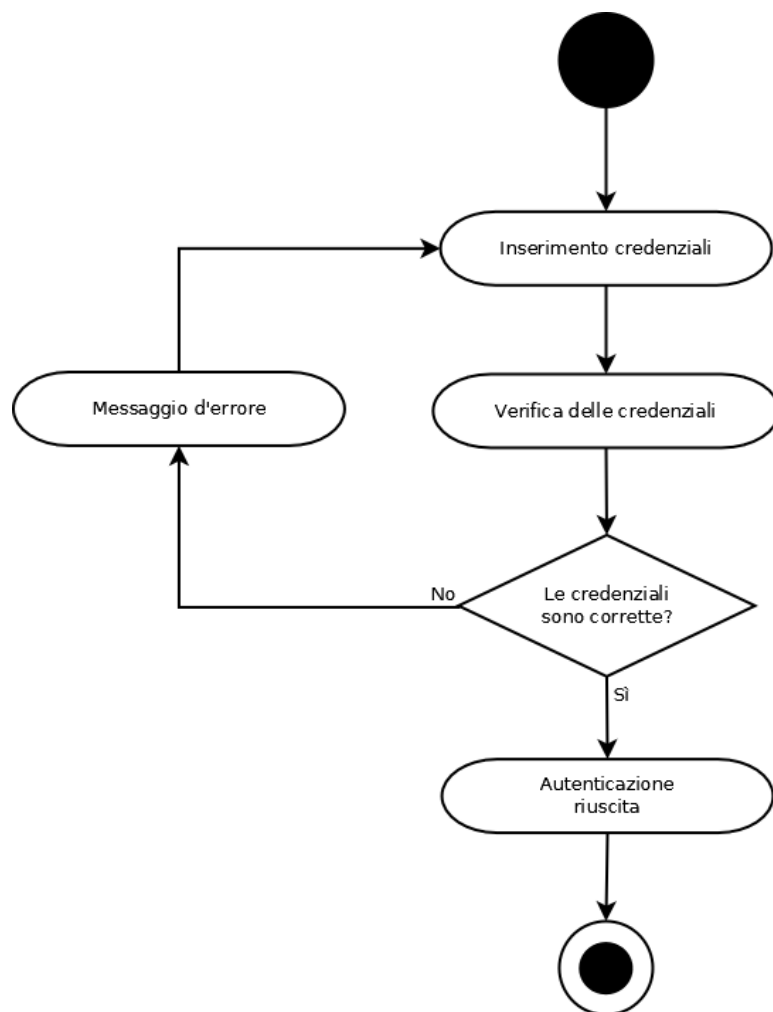 Inserimento credenziali
Messaggio d'errore
Verifica delle credenziali
No
Le credenziali
sono corrette?
Sì
Autenticazione
riuscita